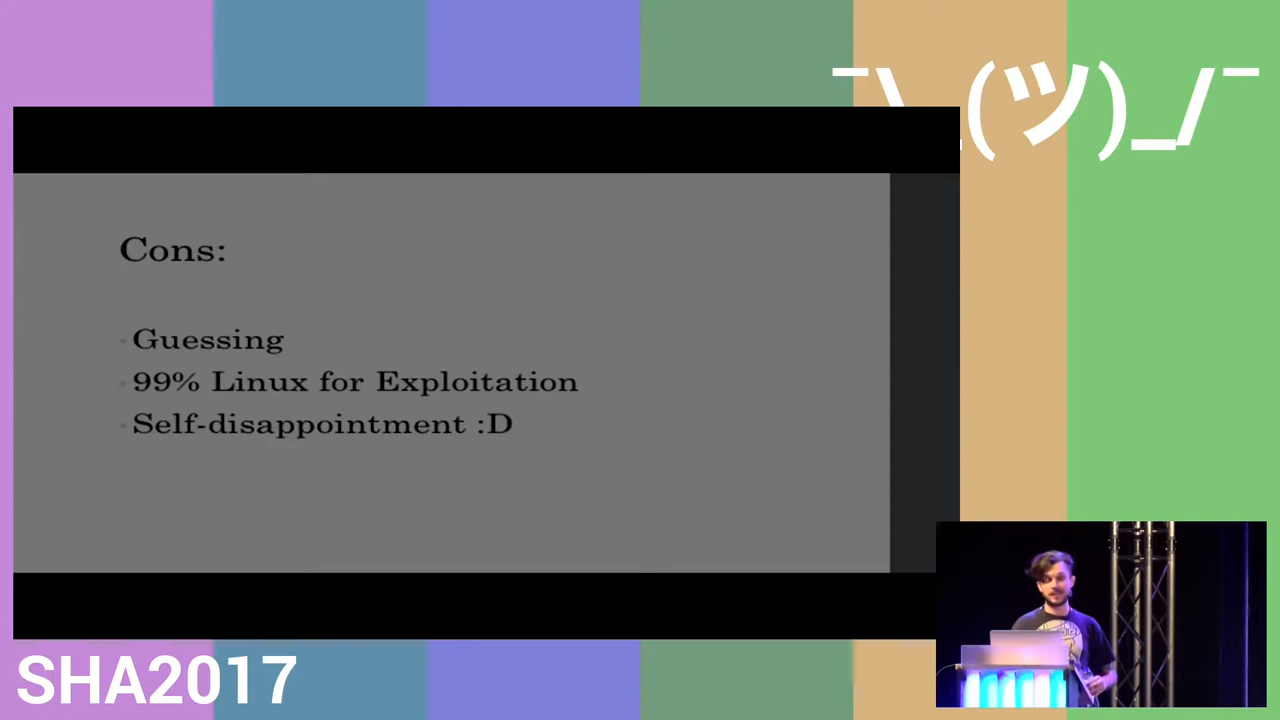 ¯\_(ツ)_/¯
Cons:
Guessing
99% Linux for Exploitation
Self-disappointment :D
SHA2017